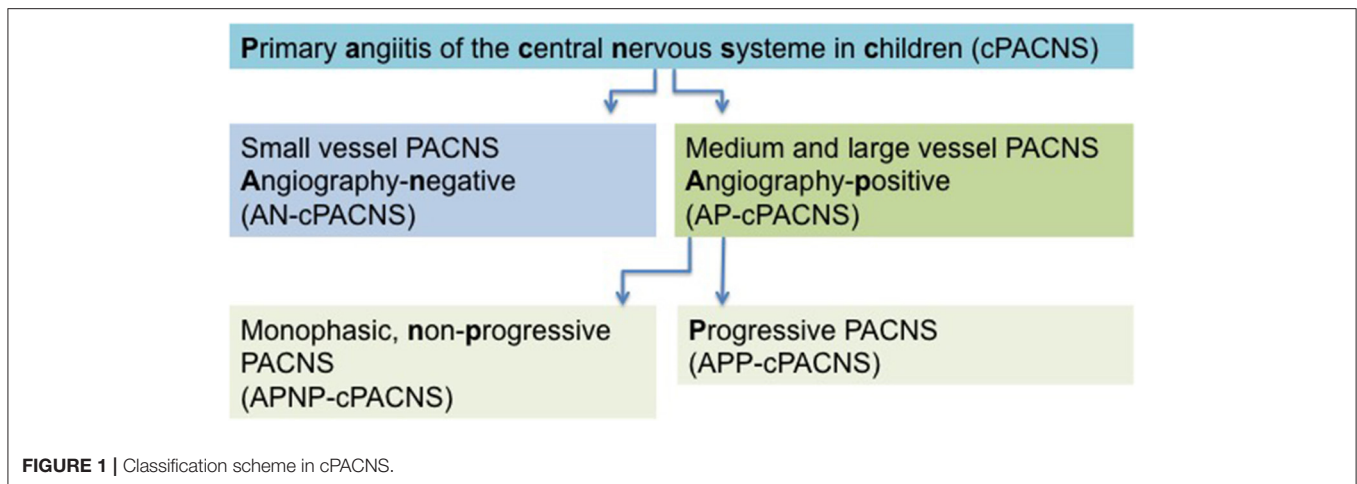 Primary angiitis of the central nervous systeme in children (cPACNS)
Small vessel PACNS
Angiography-negative
(AN-cPACNS)
Medium and large vessel PACNS
Angiography-positive
(AP-cPACNS)
Monophasic, non-progressive
PACNS
(APNP-cPACNS)
Progressive PACNS
(APP-cPACNS)
FIGURE 1 | Classification scheme in cPACNS.